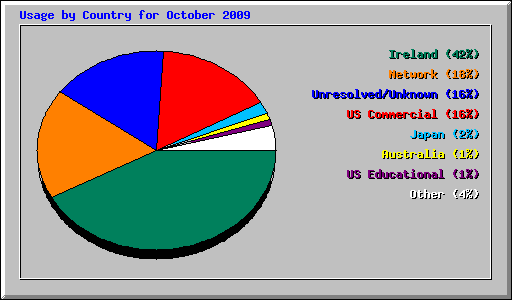 Usage by Country for October 2009
Ireland (42%)
Network (18%)
Unresolved/Unknown (16%)
US Commercial (16%)
Japan (2%)
Australia (1%)
US Educational (1%)
Other (4%)